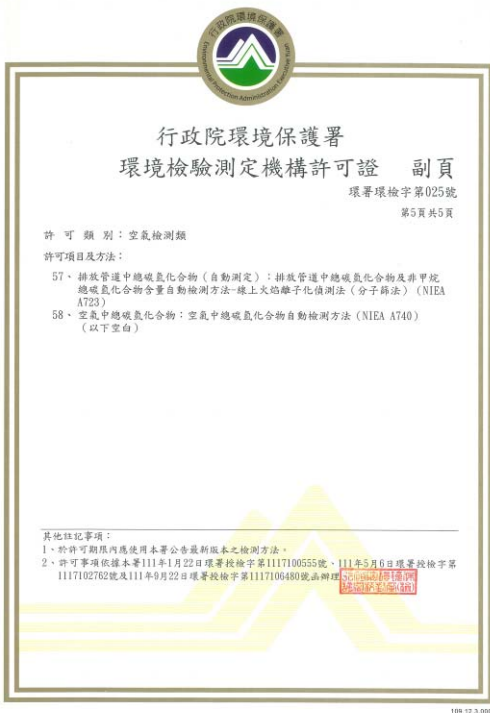 行政院環境保護署
Environmental Protection Administration Executive Yuan
行政院環境保護署
環境檢驗測定機構許可證 副頁
環署環檢字第025號
第5頁共5頁
許可類別：空氣檢測類
許可項目及方法：
57、排放管道中總碳氫化合物（自動測定）：排放管道中總碳氫化合物及非甲烷
總碳氫化合物含量自動檢測方法-線上火焰離子化偵測法（分子篩法）（NIEA
A723）
58、空氣中總碳氫化合物：空氣中總碳氫化合物自動檢測方法（NIEA A740）
（以下空白）
其他註記事項：
1、於許可期限內應使用本署公告最新版本之檢測方法。
2、許可事項依據本署111年1月22日環署授檢字第1117100555號、111年5月6日環署授檢字第
1117102762號及111年9月22日環署授檢字第1117106480號函辦理